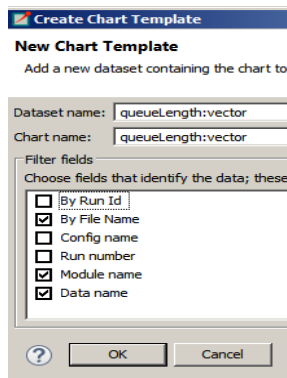 Create Chart Template
New Chart Template
Add a new dataset containing the chart to
Dataset name: queueLength:vector
Chart name: queueLength:vector
Filter fields
Choose fields that identify the data; these
By Run Id
By File Name
Config name
Run number
Module name
Data name
? OK Cancel